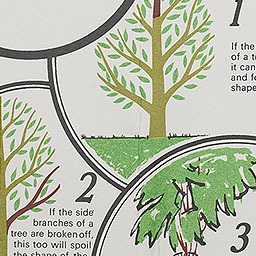 1
If the
of a t
it can
and fe
shape
2
If the side
branches of a
tree are broken off,
this too will spoil
the shape of the
3